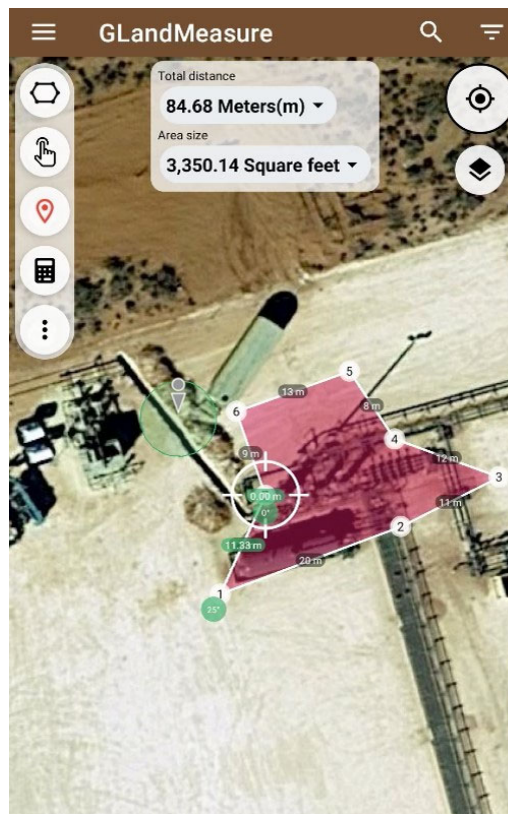 GLandMeasure
Total distance
84.68 Meters(m)
Area size
3,350.14 Square feet
5
13 m
8 m
6
4
9 m
12 m
3
0.00 m
0°
11 m
2
11.33 m
20 m
1
25°